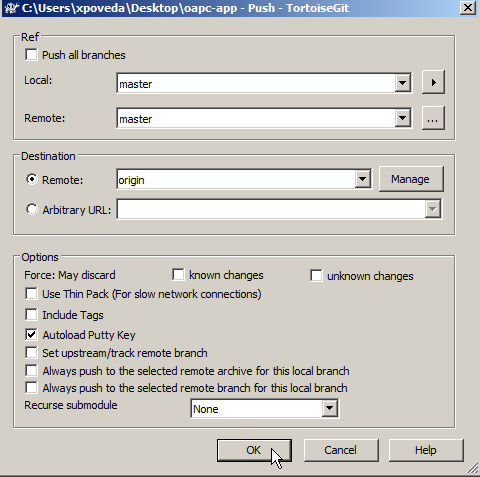 C:\Users\xpoveda\Desktop\oapc-app - Push - TortoiseGit
Ref
Push all branches
Local:
master
Remote:
master
...
Destination
Remote:
origin
Manage
Arbitrary URL:
Options
Force: May discard
known changes
unknown changes
Use Thin Pack (For slow network connections)
Include Tags
Autoload Putty Key
Set upstream/track remote branch
Always push to the selected remote archive for this local branch
Always push to the selected remote branch for this local branch
Recurse submodule
None
OK
Cancel
Help